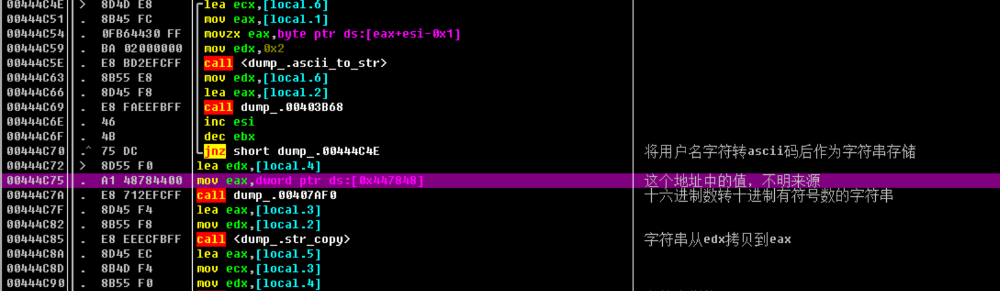 00444C4E > 8D4D E8 lea ecx,[local.6]
00444C51 . 8B45 FC mov eax,[local.1]
00444C54 . 0FB64430 FF movzx eax,byte ptr ds:[eax+esi-0x1]
00444C59 . BA 02000000 mov edx,0x2
00444C5E . E8 BD2EFCFF call <dump_.ascii_to_str>
00444C63 . 8B55 E8 mov edx,[local.6]
00444C66 . 8D45 F8 lea eax,[local.2]
00444C69 . E8 FAEEFBFF call dump_.00403B68
00444C6E . 46 inc esi
00444C6F . 4B dec ebx
00444C70 .^ 75 DC jnz short dump_.00444C4E 将用户名字符转ascii码后作为字符串存储
00444C72 > 8D55 F0 lea edx,[local.4]
00444C75 . A1 48784400 mov eax,dword ptr ds:[0x447848] 这个地址中的值，不明来源
00444C7A . E8 712EFCFF call dump_.00407AF0 十六进制数转十进制有符号数的字符串
00444C7F . 8D45 F4 lea eax,[local.3]
00444C82 . 8B55 F8 mov edx,[local.2]
00444C85 . E8 EEECFBFF call <dump_.str_copy> 字符串从edx拷贝到eax
00444C8A . 8D45 EC lea eax,[local.5]
00444C8D . 8B4D F4 mov ecx,[local.3]
00444C90 . 8B55 F0 mov edx,[local.4]